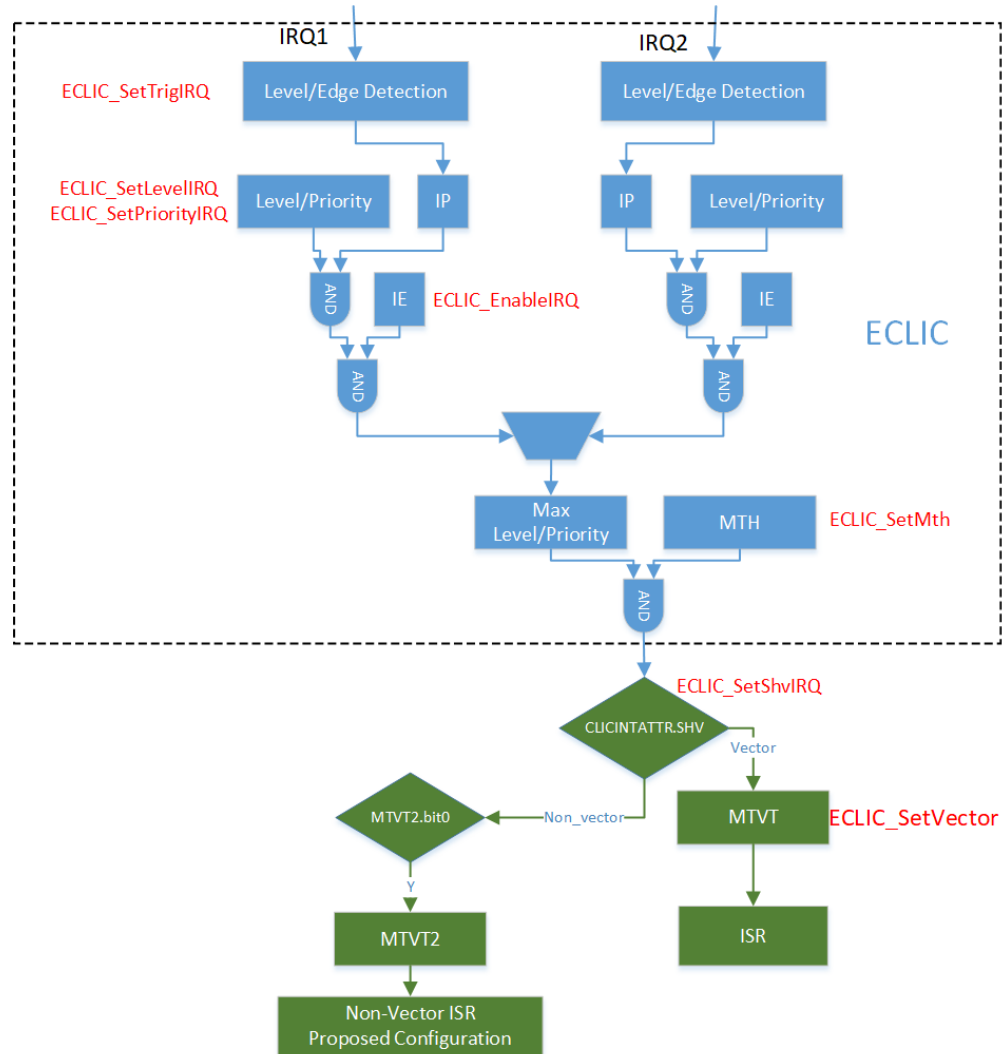 IRQ1
IRQ2
ECLIC_SetTrigIRQ
Level/Edge Detection
Level/Edge Detection
ECLIC_SetLevelIRQ
ECLIC_SetPriorityIRQ
Level/Priority
IP
IP
Level/Priority
AND
IE
ECLIC_EnableIRQ
AND
IE
ECLIC
AND
AND
Max
Level/Priority
MTH
ECLIC_SetMth
AND
ECLIC_SetShvIRQ
CLICINTATTR.SHV
Vector
MTVT2.bit0
Non_vector
MTVT
ECLIC_SetVector
Y
MTVT2
ISR
Non-Vector ISR
Proposed Configuration